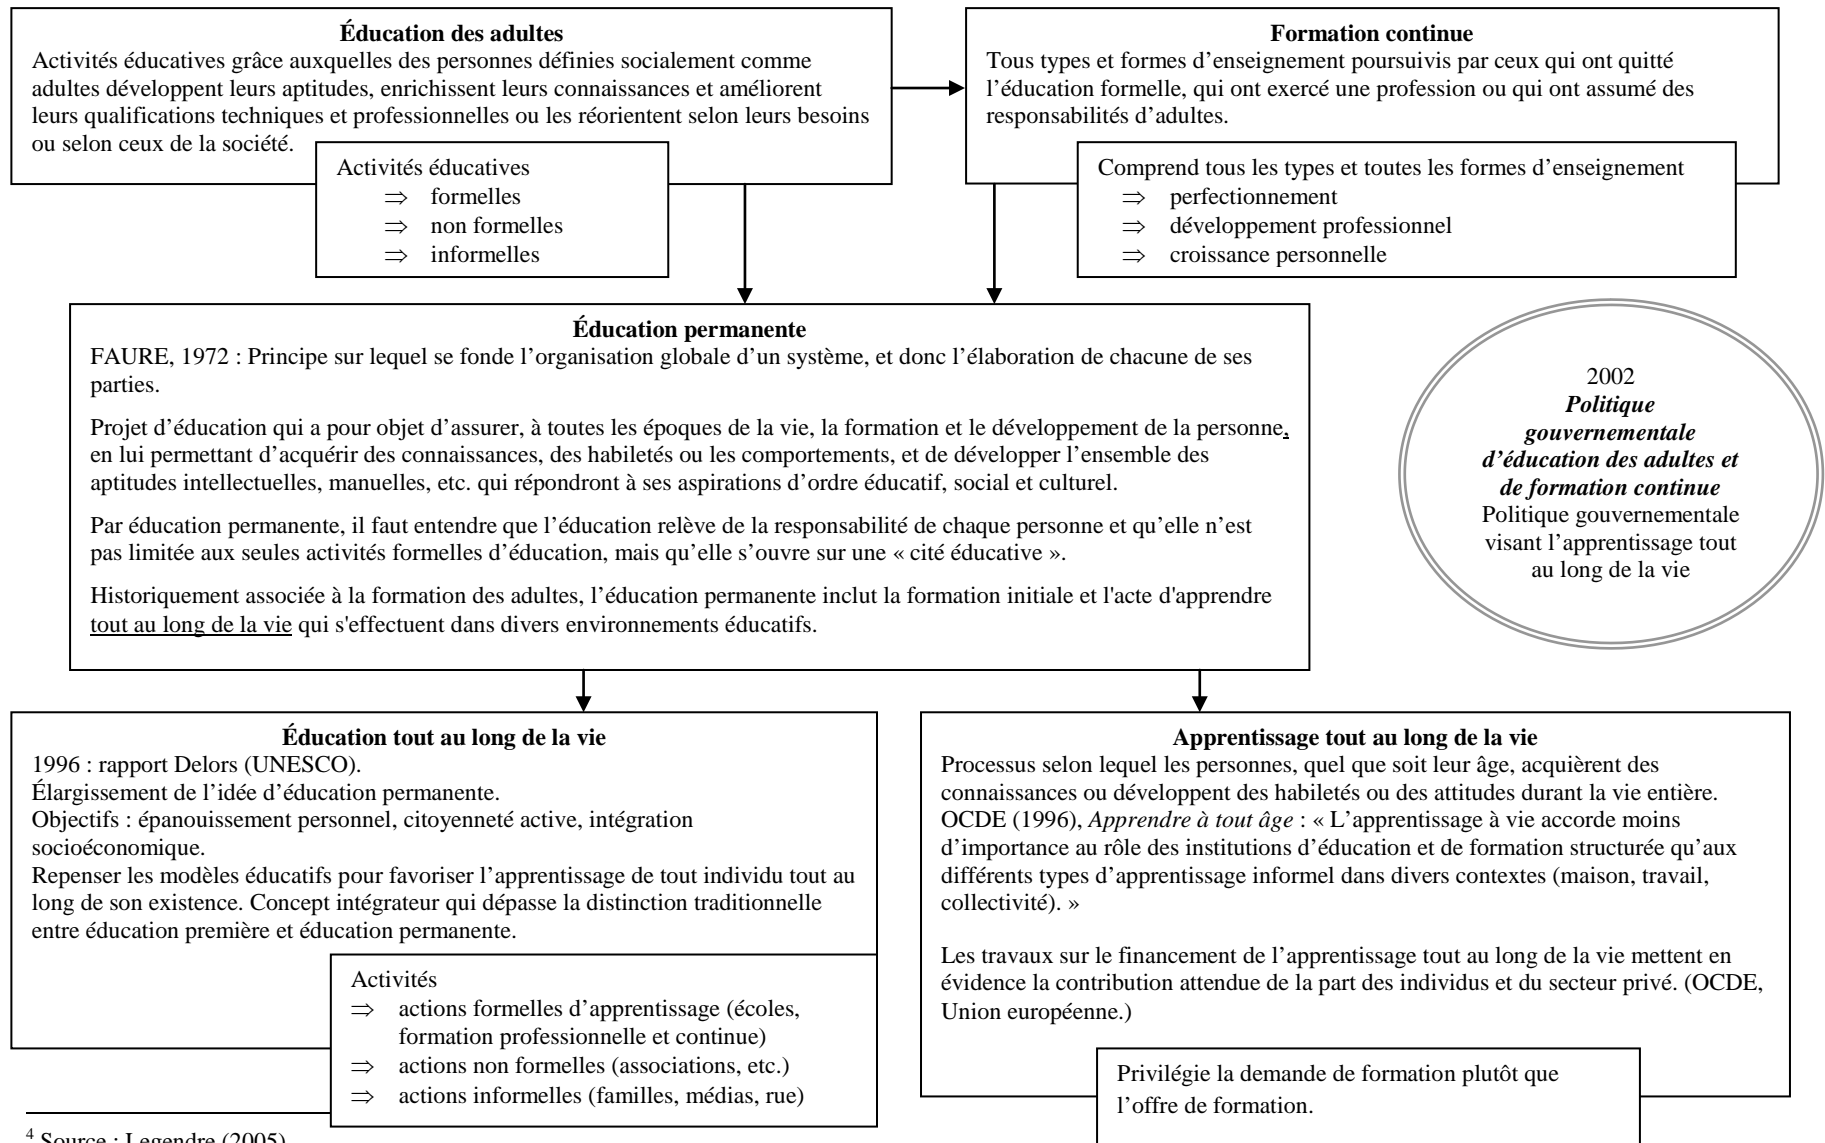 Éducation des adultes
Activités éducatives grâce auxquelles des personnes définies socialement comme
adultes développent leurs aptitudes, enrichissent leurs connaissances et améliorent
leurs qualifications techniques et professionnelles ou les réorientent selon leurs besoins
ou selon ceux de la société.
Activités éducatives
⇒ formelles
⇒ non formelles
⇒ informelles
Formation continue
Tous types et formes d’enseignement poursuivis par ceux qui ont quitté
l’éducation formelle, qui ont exercé une profession ou qui ont assumé des
responsabilités d’adultes.
Comprend tous les types et toutes les formes d’enseignement
⇒ perfectionnement
⇒ développement professionnel
⇒ croissance personnelle
Éducation permanente
FAURE, 1972 : Principe sur lequel se fonde l’organisation globale d’un système, et donc l’élaboration de chacune de ses
parties.
Projet d’éducation qui a pour objet d’assurer, à toutes les époques de la vie, la formation et le développement de la personne,
en lui permettant d’acquérir des connaissances, des habiletés ou les comportements, et de développer l’ensemble des
aptitudes intellectuelles, manuelles, etc. qui répondront à ses aspirations d’ordre éducatif, social et culturel.
Par éducation permanente, il faut entendre que l’éducation relève de la responsabilité de chaque personne et qu’elle n’est
pas limitée aux seules activités formelles d’éducation, mais qu’elle s’ouvre sur une « cité éducative ».
Historiquement associée à la formation des adultes, l’éducation permanente inclut la formation initiale et l'acte d'apprendre
tout au long de la vie qui s'effectuent dans divers environnements éducatifs.
2002
Politique
gouvernementale
d’éducation des adultes et
de formation continue
Politique gouvernementale
visant l’apprentissage tout
au long de la vie
Éducation tout au long de la vie
1996 : rapport Delors (UNESCO).
Élargissement de l’idée d’éducation permanente.
Objectifs : épanouissement personnel, citoyenneté active, intégration
socioéconomique.
Repenser les modèles éducatifs pour favoriser l’apprentissage de tout individu tout au
long de son existence. Concept intégrateur qui dépasse la distinction traditionnelle
entre éducation première et éducation permanente.
Activités
⇒ actions formelles d’apprentissage (écoles,
formation professionnelle et continue)
⇒ actions non formelles (associations, etc.)
⇒ actions informelles (familles, médias, rue)
Apprentissage tout au long de la vie
Processus selon lequel les personnes, quel que soit leur âge, acquièrent des
connaissances ou développent des habiletés ou des attitudes durant la vie entière.
OCDE (1996), Apprendre à tout âge : « L’apprentissage à vie accorde moins
d’importance au rôle des institutions d’éducation et de formation structurée qu’aux
différents types d’apprentissage informel dans divers contextes (maison, travail,
collectivité). »
Les travaux sur le financement de l’apprentissage tout au long de la vie mettent en
évidence la contribution attendue de la part des individus et du secteur privé. (OCDE,
Union européenne.)
Privilégie la demande de formation plutôt que
l’offre de formation.
4 Source : Legendre (2005)